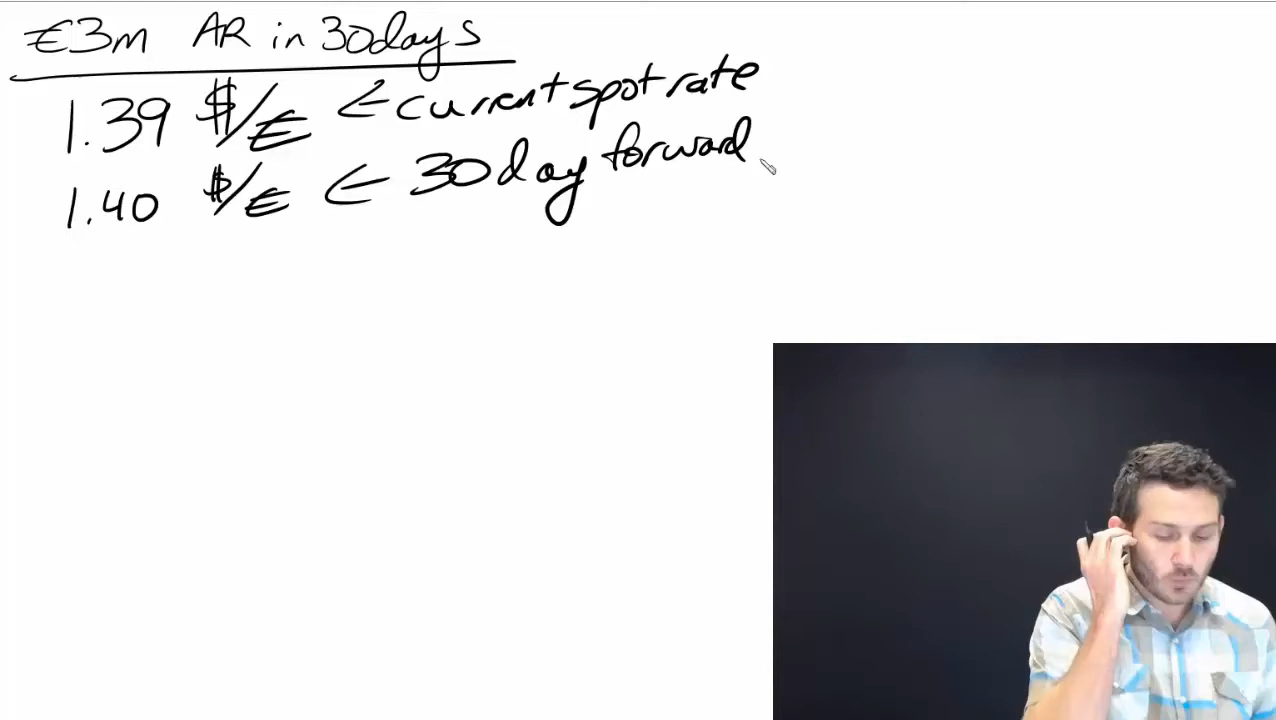 €3m AR in 30days
1.39 $/€ ← current spot rate
1.40 $/€ ← 30 day forward